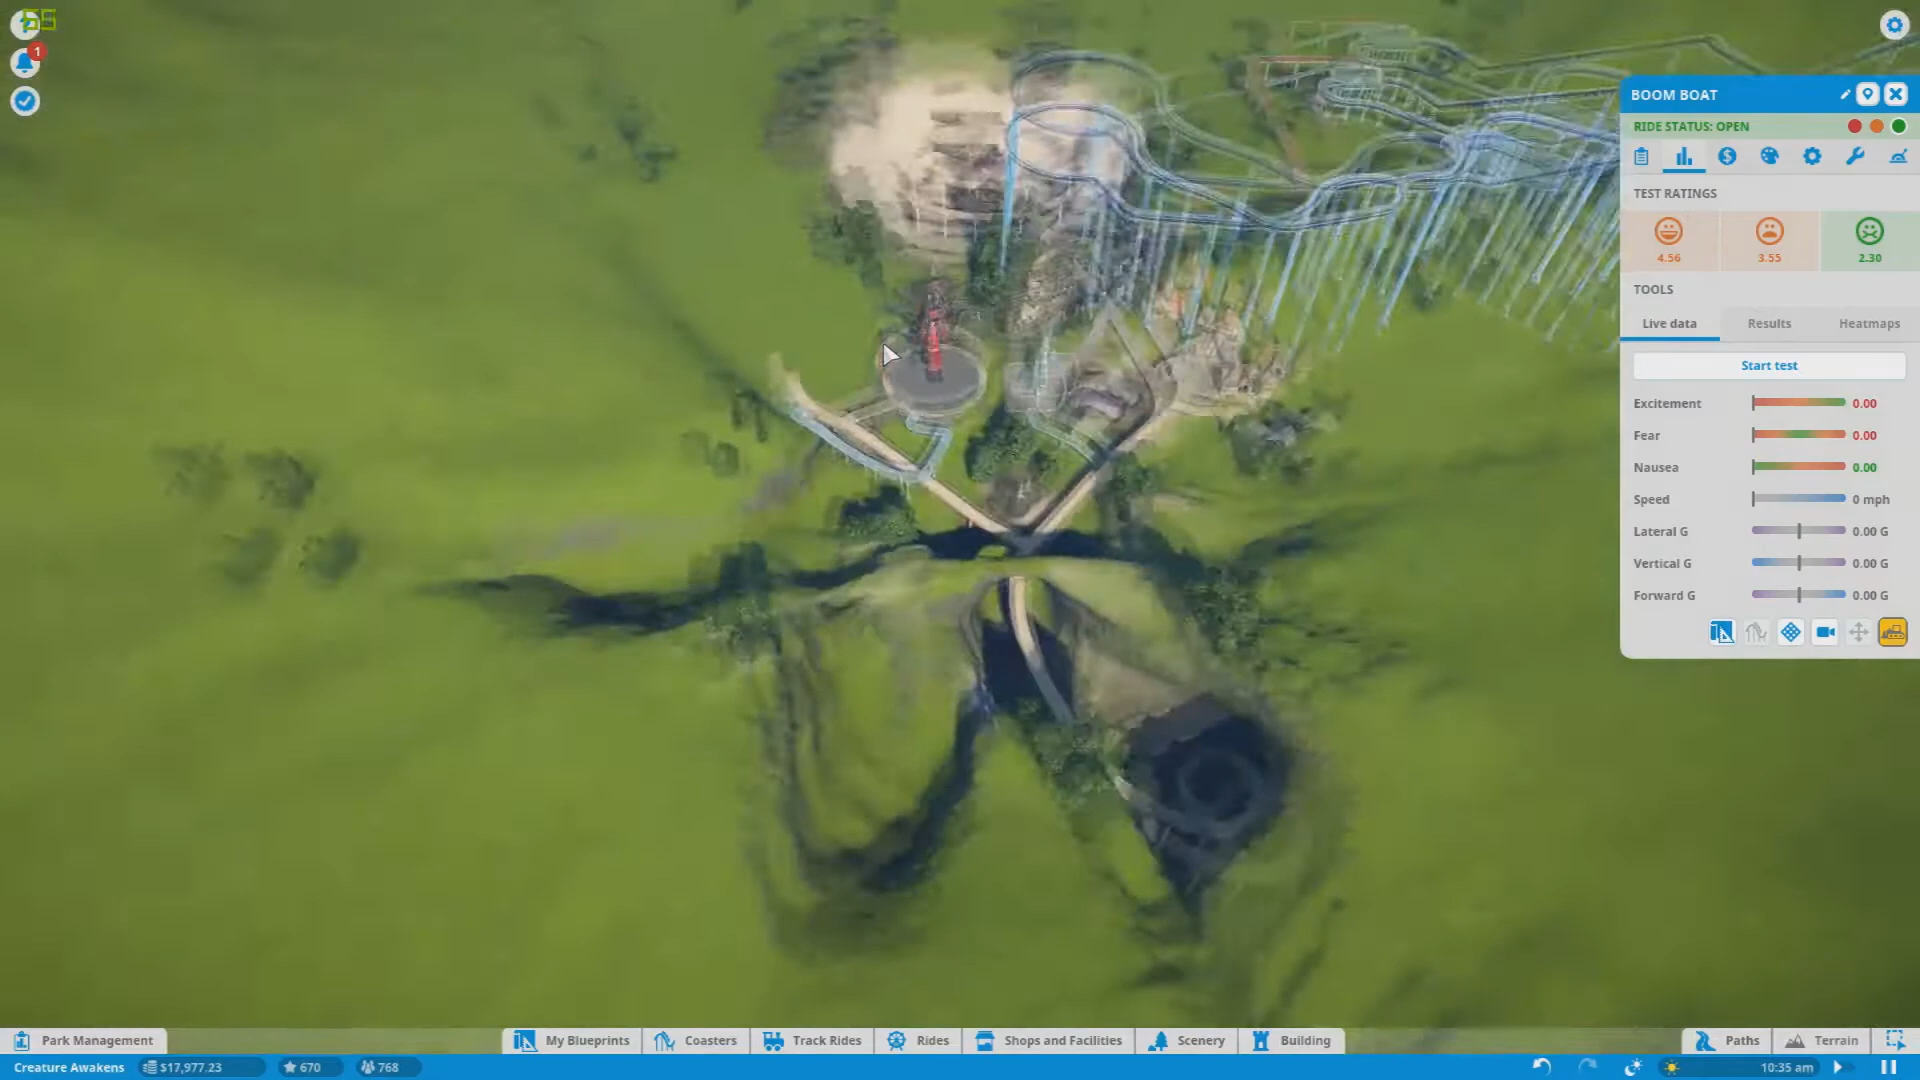 55
1
BOOM BOAT
RIDE STATUS: OPEN
TEST RATINGS
4.56 3.55 2.30
TOOLS
Live data Results Heatmaps
Start test
Excitement 0.00
Fear 0.00
Nausea 0.00
Speed 0 mph
Lateral G 0.00 G
Vertical G 0.00 G
Forward G 0.00 G
Park Management My Blueprints Coasters Track Rides Rides Shops and Facilities Scenery Building Paths Terrain
Creature Awakens $17,977.23 670 768 10:35 am